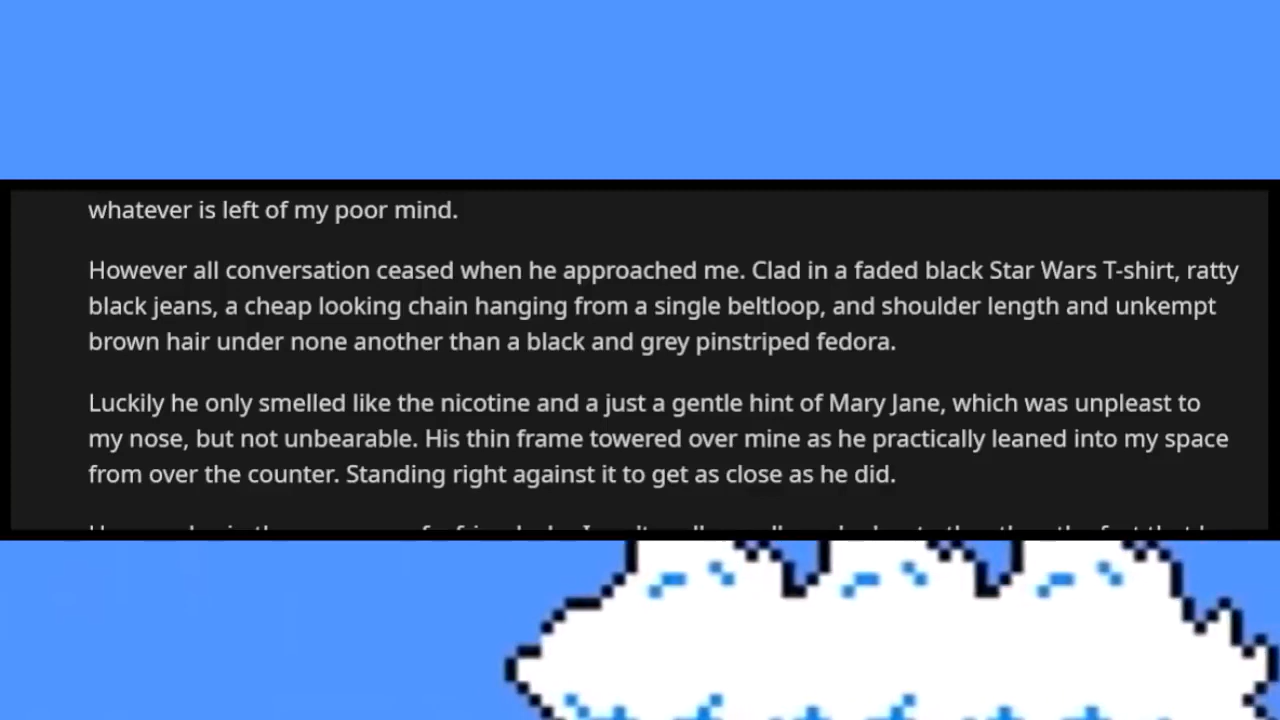 whatever is left of my poor mind.
However all conversation ceased when he approached me. Clad in a faded black Star Wars T-shirt, ratty
black jeans, a cheap looking chain hanging from a single beltloop, and shoulder length and unkempt
brown hair under none another than a black and grey pinstriped fedora.
Luckily he only smelled like the nicotine and a just a gentle hint of Mary Jane, which was unpleast to
my nose, but not unbearable. His thin frame towered over mine as he practically leaned into my space
from over the counter. Standing right against it to get as close as he did.